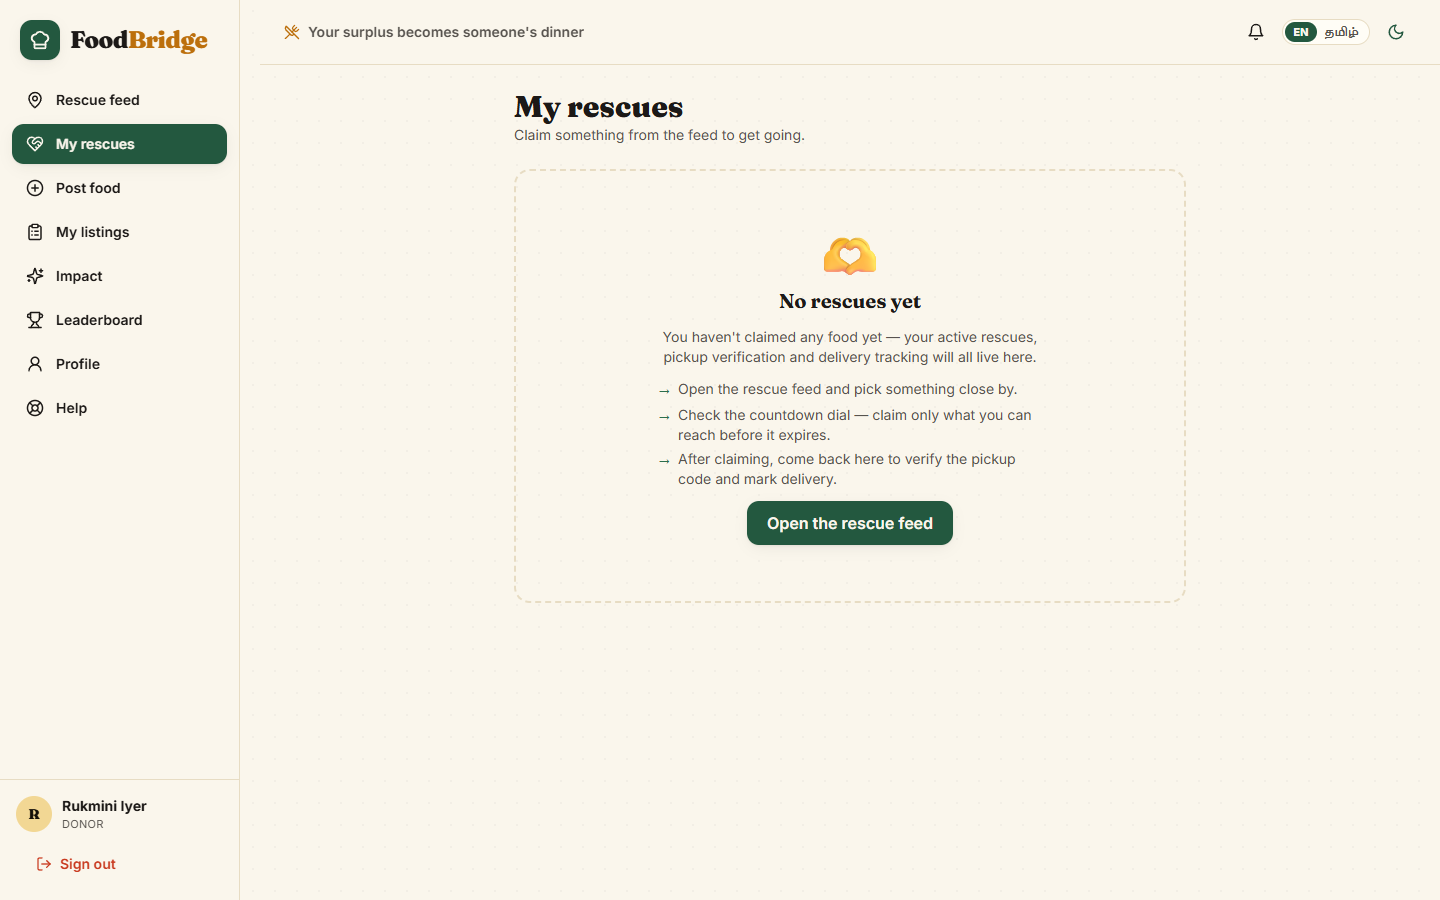 FoodBridge
Rescue feed
My rescues
Post food
My listings
Impact
Leaderboard
Profile
Help
R
Rukmini Iyer
DONOR
Sign out
Your surplus becomes someone's dinner
EN
தமிழ்
My rescues
Claim something from the feed to get going.
No rescues yet
You haven't claimed any food yet — your active rescues,
pickup verification and delivery tracking will all live here.
→ Open the rescue feed and pick something close by.
→ Check the countdown dial — claim only what you can
reach before it expires.
→ After claiming, come back here to verify the pickup
code and mark delivery.
Open the rescue feed